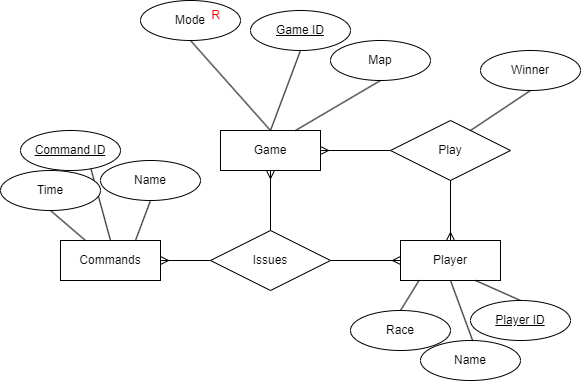 Mode R
Game ID
Map
Winner
Command ID
Game
Play
Time
Name
Commands
Issues
Player
Race
Player ID
Name